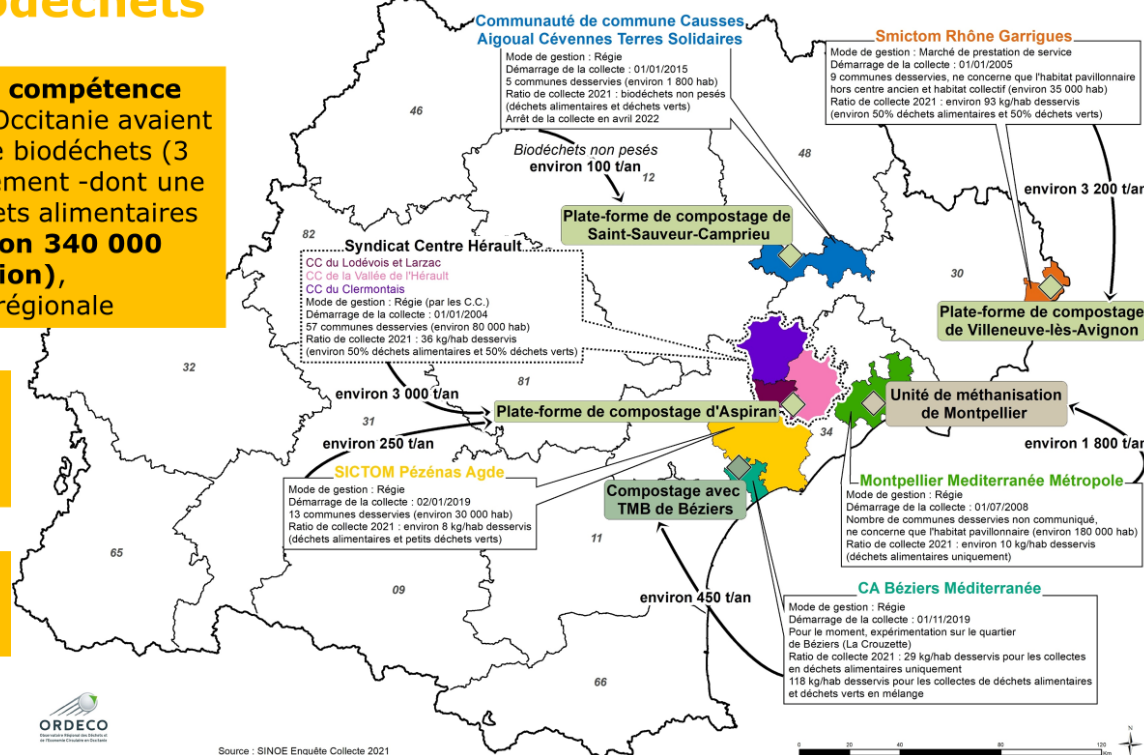 odéchets
compétence
Occitanie avaient
e biodéchets (3
ement -dont une
ets alimentaires
on 340 000
ion),
régionale
Communauté de commune Causses
Aigoual Cévennes Terres Solidaires
Mode de gestion : Régie
Démarrage de la collecte : 01/01/2015
5 communes desservies (environ 1 800 hab)
Ratio de collecte 2021 : biodéchets non pesés
(déchets alimentaires et déchets verts)
Arrêt de la collecte en avril 2022
Smictom Rhône Garrigues
Mode de gestion : Marché de prestation de service
Démarrage de la collecte : 01/01/2005
9 communes desservies, ne concerne que l'habitat pavillonnaire
hors centre ancien et habitat collectif (environ 35 000 hab)
Ratio de collecte 2021 : environ 93 kg/hab desservi
(environ 50% déchets alimentaires et 50% déchets verts)
46
48
Biodéchets non pesés
environ 100 t/an
12
environ 3 200 t/an
Plate-forme de compostage de
Saint-Sauveur-Camprieu
82
Syndicat Centre Hérault
CC du Lodévois et Larzac
CC de la Vallée de l'Hérault
CC du Clermontais
Mode de gestion : Régie (par les C.C.)
Démarrage de la collecte : 01/01/2004
57 communes desservies (environ 80 000 hab)
Ratio de collecte 2021 : 36 kg/hab desservis
(environ 50% déchets alimentaires et 50% déchets verts)
30
Plate-forme de compostage
de Villeneuve-lès-Avignon
32
81
environ 3 000 t/an
Plate-forme de compostage d'Aspiran
Unité de méthanisation
de Montpellier
31
34
environ 250 t/an
environ 1 800 t/an
SICTOM Pézénas Agde
Mode de gestion : Régie
Démarrage de la collecte : 02/01/2019
13 communes desservies (environ 30 000 hab)
Ratio de collecte 2021 : environ 8 kg/hab desservis
(déchets alimentaires et petits déchets verts)
Compostage avec
TMB de Béziers
Montpellier Mediterranée Métropole
Mode de gestion : Régie
Démarrage de la collecte : 01/07/2008
Nombre de communes desservies non communiqué,
ne concerne que l'habitat pavillonnaire (environ 180 000 hab)
Ratio de collecte 2021 : environ 10 kg/hab desservis
(déchets alimentaires uniquement)
65
11
09
environ 450 t/an
CA Béziers Méditerranée
Mode de gestion : Régie
Démarrage de la collecte : 01/11/2019
Pour le moment, expérimentation sur le quartier
de Béziers (La Crouzette)
Ratio de collecte 2021 : 29 kg/hab desservis pour les collectes
en déchets alimentaires uniquement
118 kg/hab desservis pour les collectes de déchets alimentaires
et déchets verts en mélange
66
ORDECO
Observatoire Régional des Déchets et
de l'Economie Circulaire en Occitanie
Source : SINOE Enquête Collecte 2021
0 20 40 80 120
Km
N